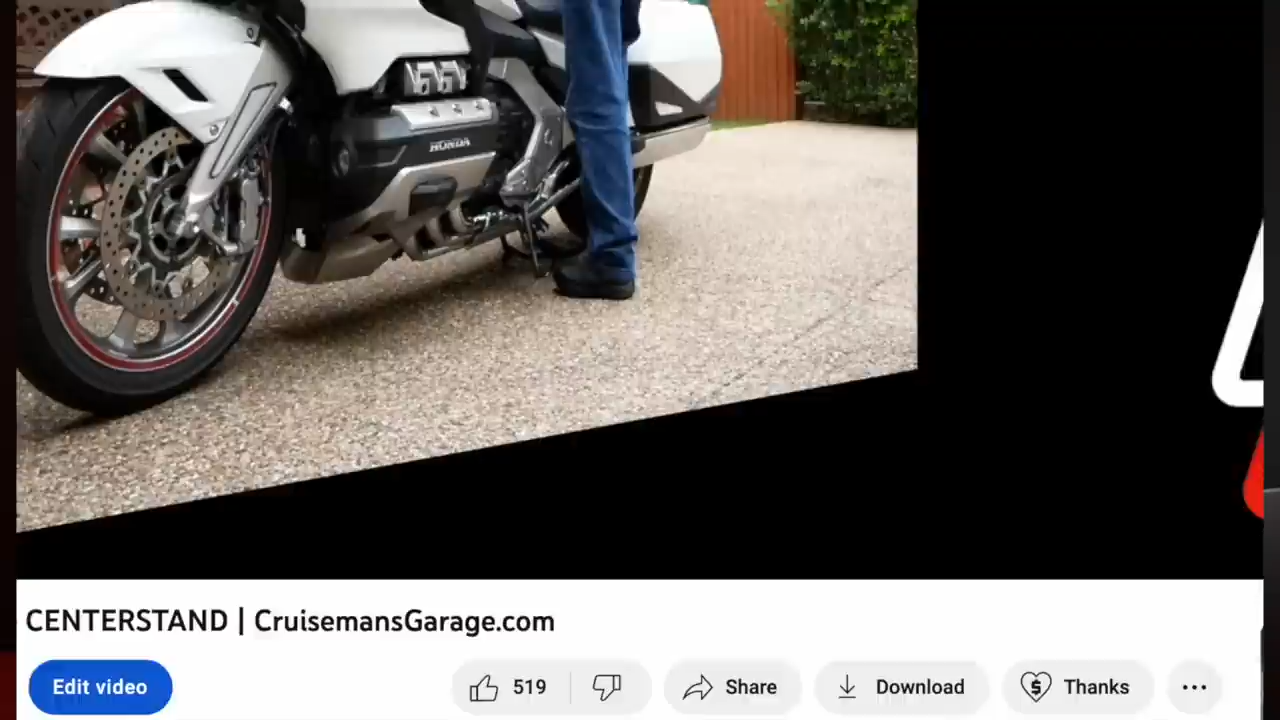 HONDA
CENTERSTAND | CruisemansGarage.com
Edit video
519
Share
Download
Thanks